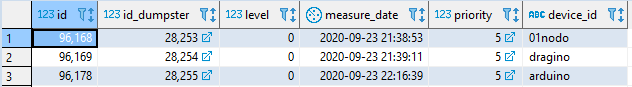 123 id 123 id_dumpster 123 level measure_date 123 priority ABC device_id
1 96,168 28,253 0 2020-09-23 21:38:53 5 01nodo
2 96,169 28,254 0 2020-09-23 21:39:11 5 dragino
3 96,178 28,255 0 2020-09-23 22:16:39 5 arduino